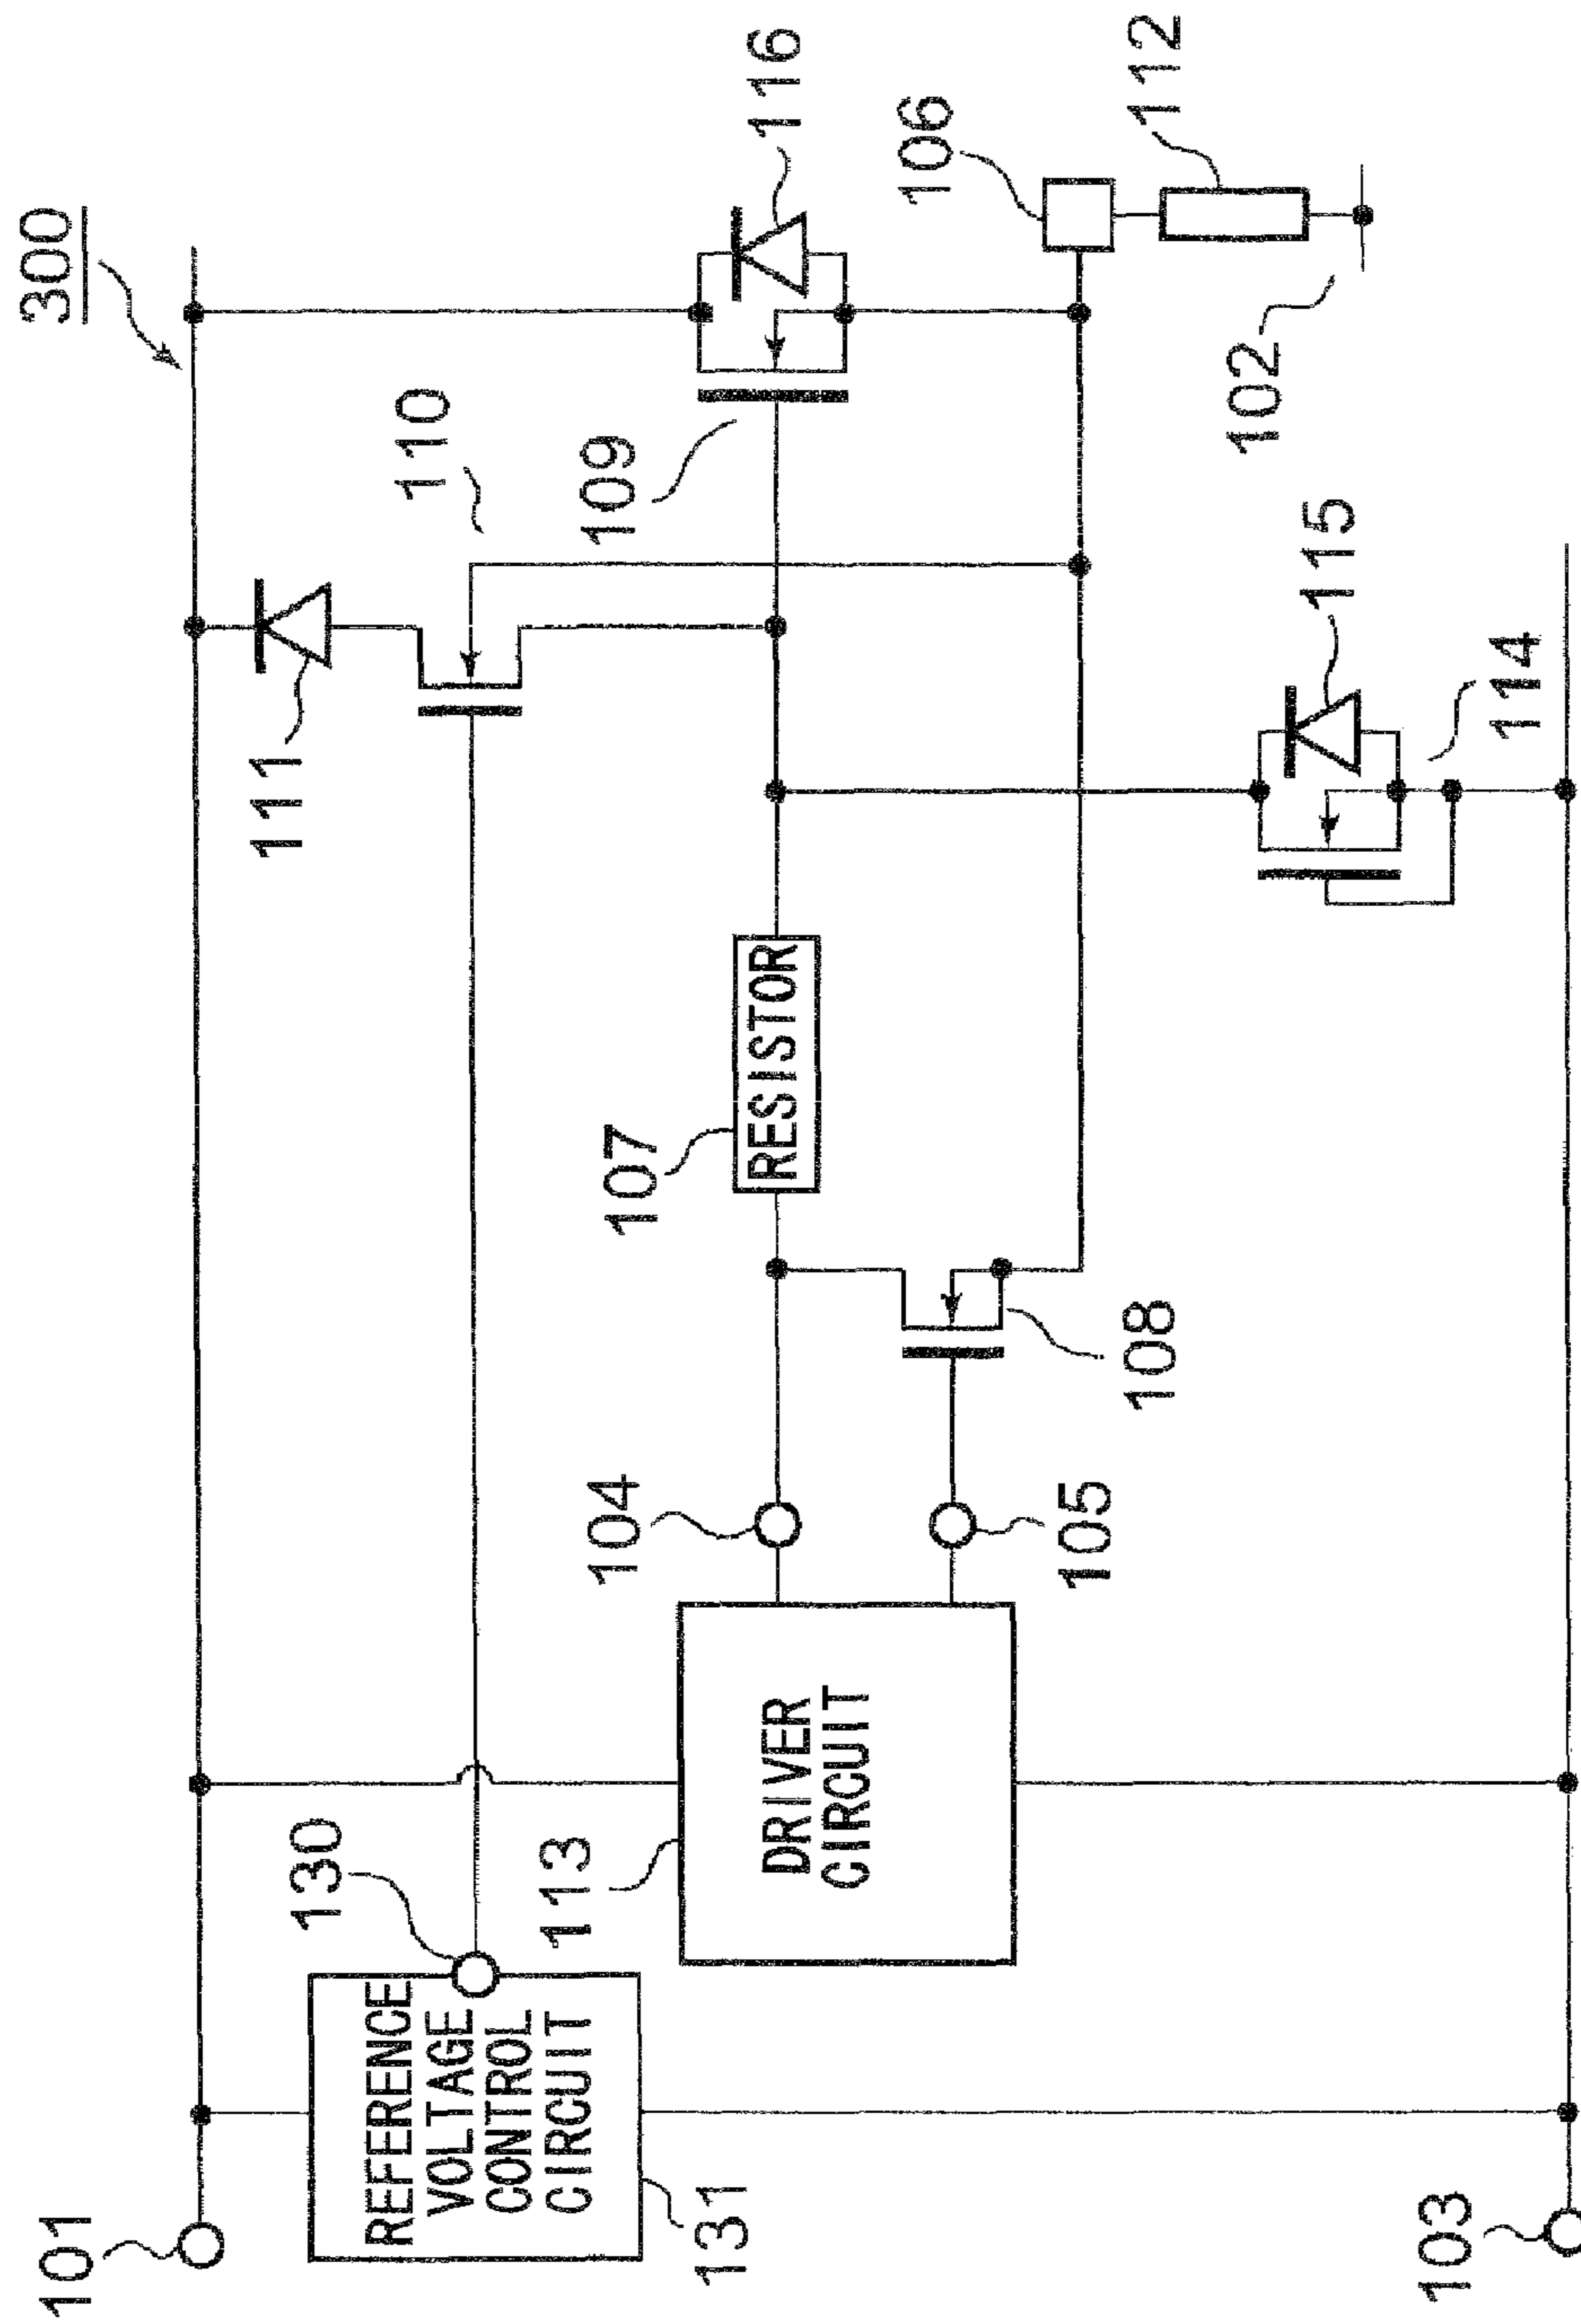 300
101
REFERENCE
VOLTAGE
CONTROL
CIRCUIT
131
130
113
DRIVER
CIRCUIT
104
105
107
RESISTOR
108
111
110
109
116
106
112
102
115
114
103